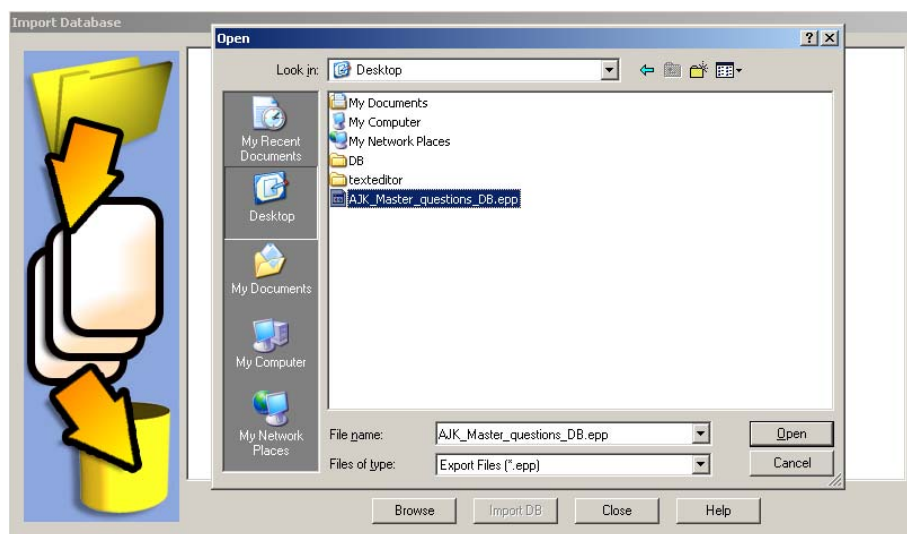 Import Database
Open
Look in:
Desktop
My Recent
Documents
Desktop
My Documents
My Computer
My Network
Places
My Documents
My Computer
My Network Places
DB
texteditor
AJK_Master_questions_DB.epp
File name:
AJK_Master_questions_DB.epp
Open
Files of type:
Export Files (*.epp)
Cancel
Browse
Import DB
Close
Help